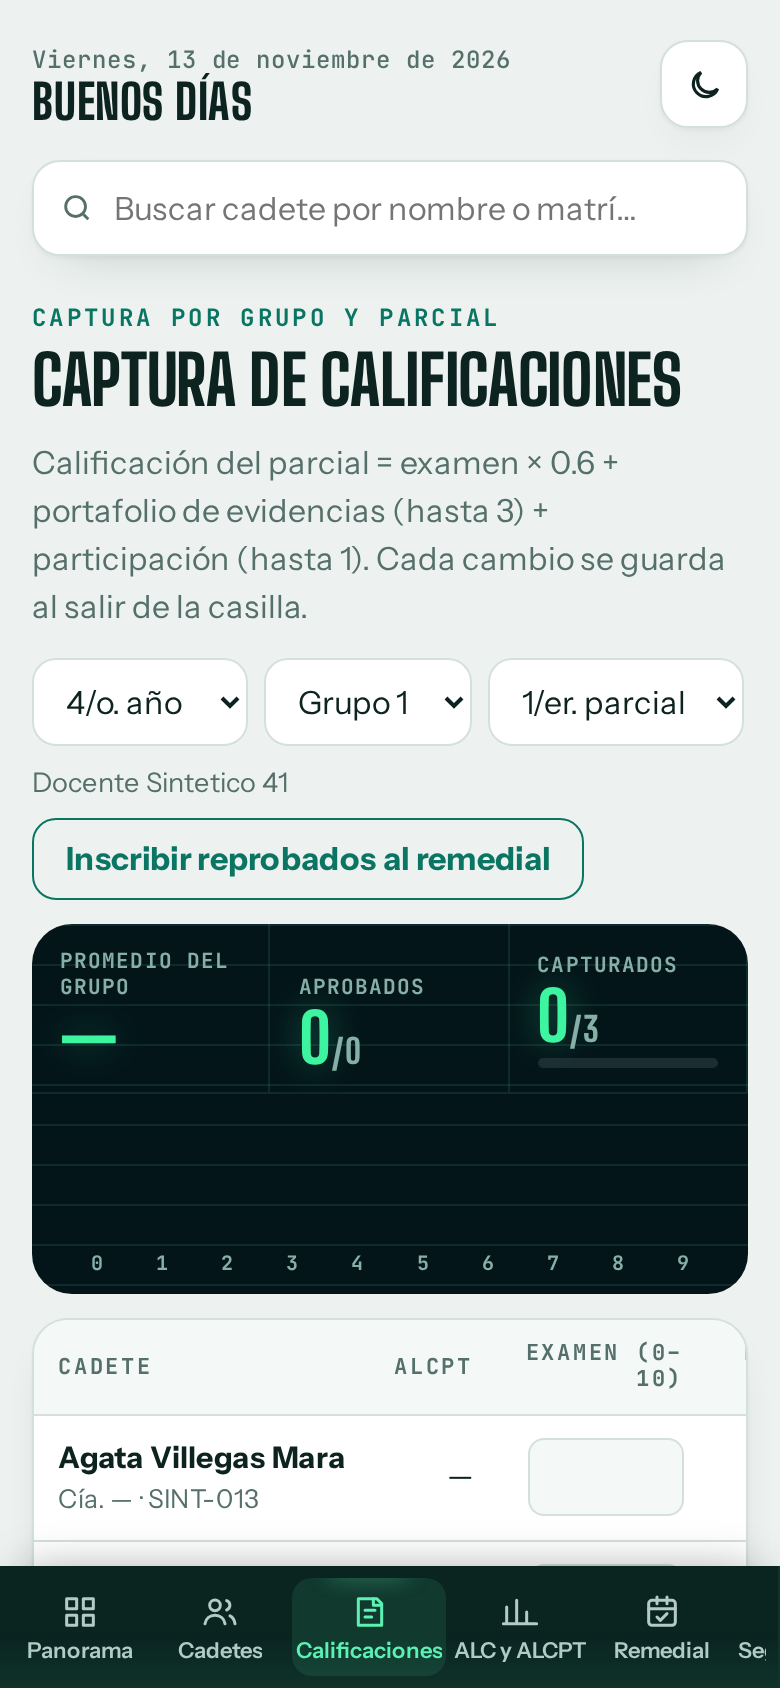 Viernes, 13 de noviembre de 2026
BUENOS DÍAS
Buscar cadete por nombre o matrí...
CAPTURA POR GRUPO Y PARCIAL
CAPTURA DE CALIFICACIONES
Calificación del parcial = examen × 0.6 +
portafolio de evidencias (hasta 3) +
participación (hasta 1). Cada cambio se guarda
al salir de la casilla.
4/o. año
Grupo 1
1/er. parcial
Docente Sintetico 41
Inscribir reprobados al remedial
PROMEDIO DEL
GRUPO
—
APROBADOS
0/0
CAPTURADOS
0/3
0 1 2 3 4 5 6 7 8 9
CADETE ALCPT EXAMEN (0–
10)
Agata Villegas Mara —
Cía. — · SINT-013
Panorama Cadetes Calificaciones ALC y ALCPT Remedial